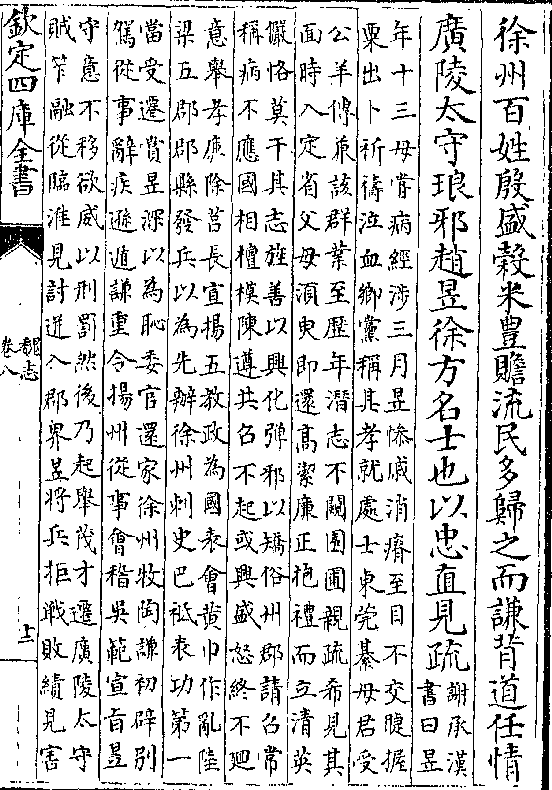 徐州百姓殷盛穀米豊贍流民多歸之而謙背道任情
廣陵太守琅邪趙昱徐方名士也以忠直見疏
謝承漢
書曰昱
年十三母嘗病經涉三月昱慘戚消瘠至目不交睫握
粟出卜祈禱泣血鄉黨稱其孝就處士東莞綦母君受
公羊傳兼該群業至歴年潛志不闚園圃親疏希見其
面時入定省父母須臾即還高潔廉正抱禮而立清英
儼恪莫干其志旌善以興化彈邪以矯俗州郡請召常
稱病不應國相檀模陳遵共召不起或興盛怒終不廻
意舉孝廉除莒長宣揚五教政為國表會黄巾作亂陸
梁五郡郡縣發兵以為先辦徐州刺史巴祗表功第一
當受遷賞昱深以為恥委官還家徐州牧陶謙初辟别
駕從事辭疾遜遁謙重令揚州從事會稽吳範宣旨昱
守意不移欲威以刑罰然後乃起舉茂才遷廣陵太守
賊笮融從臨淮見討迸入郡界昱將兵拒戰敗績見害
欽定四庫全書
魏志
卷八
十二